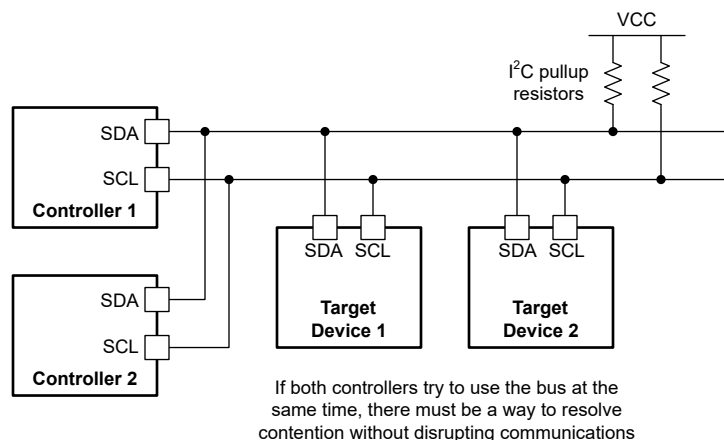 VCC
I²C pullup
resistors
SDA
SCL
Controller 1
SDA
SCL
Controller 2
SDA SCL
Target
Device 1
SDA SCL
Target
Device 2
If both controllers try to use the bus at the
same time, there must be a way to resolve
contention without disrupting communications